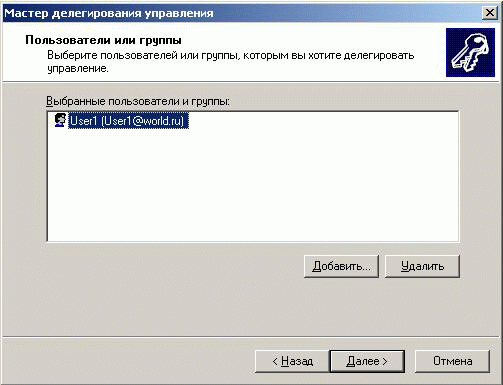 Мастер делегирования управления
Пользователи или группы
Выберите пользователей или группы, которым вы хотите делегировать
управление.
Выбранные пользователи и группы:
User1 (User1@world.ru)
Добавить... Удалить
< Назад Далее > Отмена